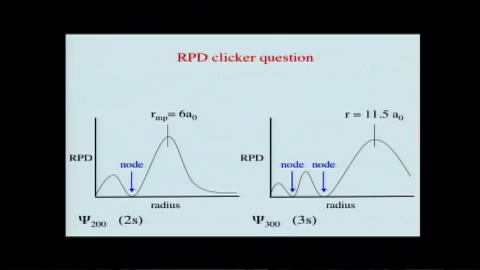 RPD clicker question
rmp= 6a0
r = 11.5 a0
RPD
node
RPD
node node
radius
radius
Ψ200 (2s)
Ψ300 (3s)